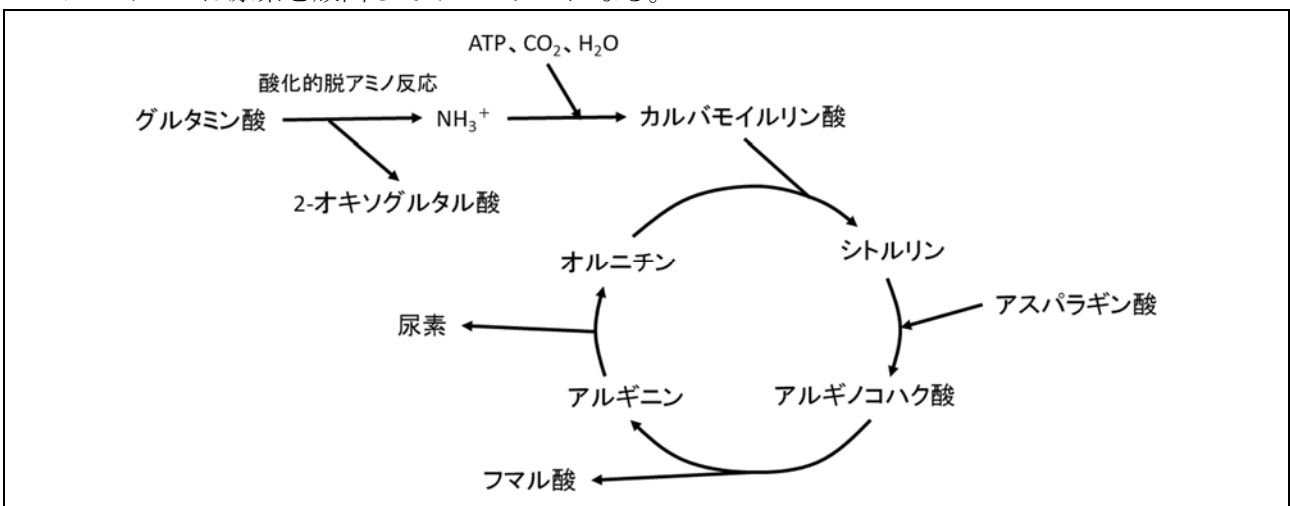 ATP、CO₂、H₂O
酸化的脱アミノ反応
グルタミン酸
NH₃⁺
カルバモイルリン酸
2-オキソグルタル酸
オルニチン
シトルリン
アスパラギン酸
尿素
アルギニン
アルギノコハク酸
フマル酸